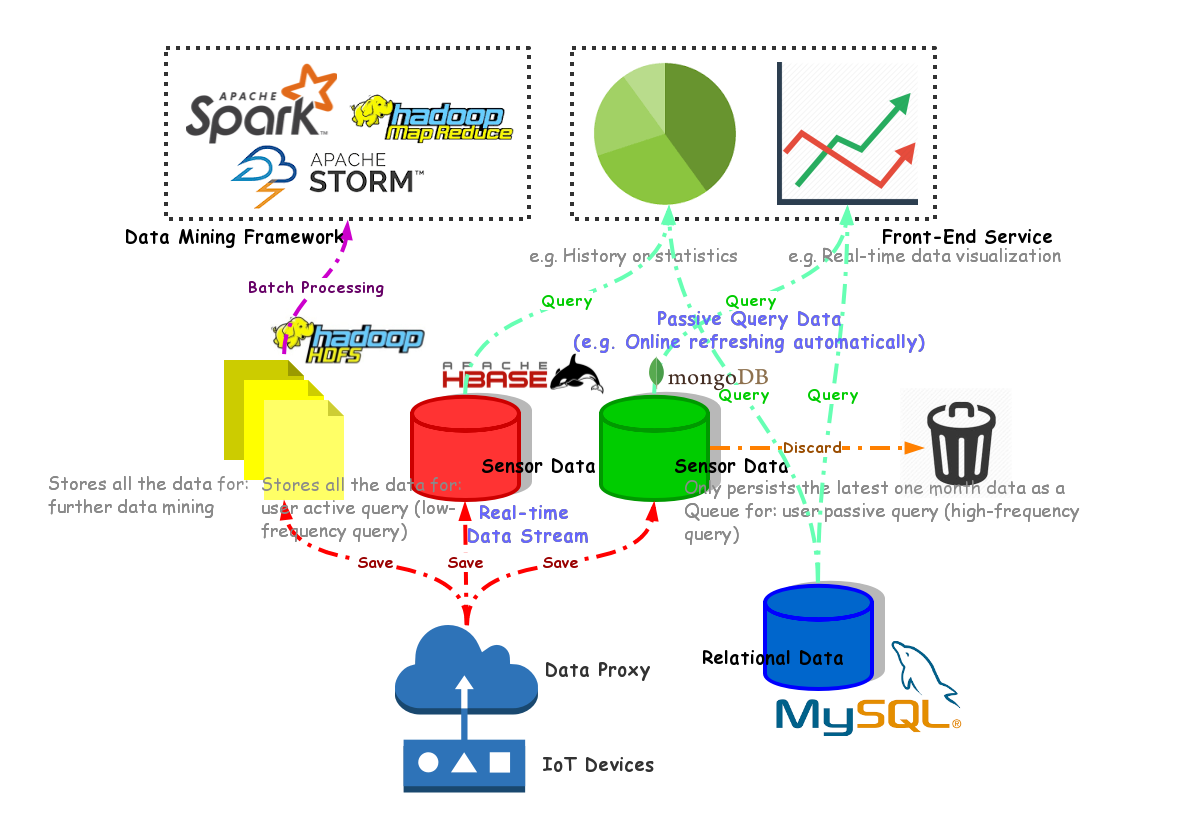 APACHE
Spark™
hadoop
Map Reduce
APACHE
STORM™
Data Mining Framework
Front-End Service
e.g. History or statistics
e.g. Real-time data visualization
Batch Processing
Query
Query
Passive Query Data
(e.g. Online refreshing automatically)
hadoop
HDFS
APACHE
HBASE
mongoDB
Query
Query
Discard
Sensor Data
Sensor Data
Stores all the data for:
further data mining
Stores all the data for:
user active query (low-
frequency query)
Only persists the latest one month data as a
Queue for: user passive query (high-frequency
query)
Real-time
Data Stream
Save
Save
Save
Data Proxy
Relational Data
MySQL®
IoT Devices